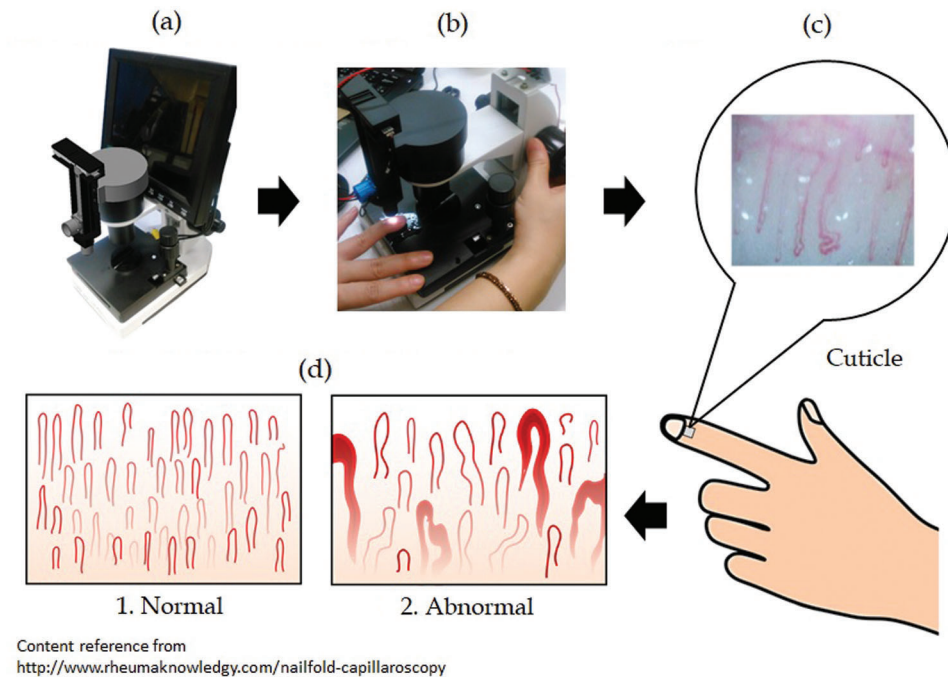 (a)
(b)
(c)
Cuticle
(d)
1. Normal
2. Abnormal
Content reference from
http://www.rheumaknowledgy.com/nailfold-capillaroscopy